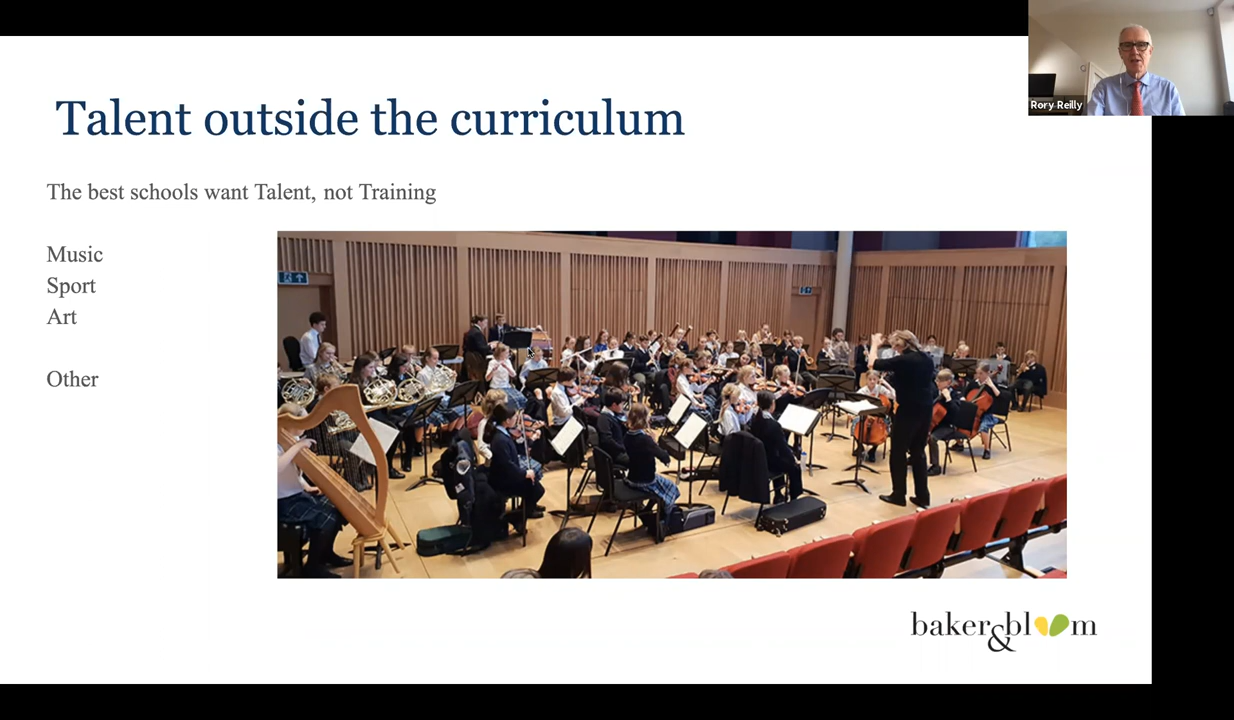 Talent outside the curriculum
Rory Reilly
The best schools want Talent, not Training
Music
Sport
Art
Other
baker&bloom